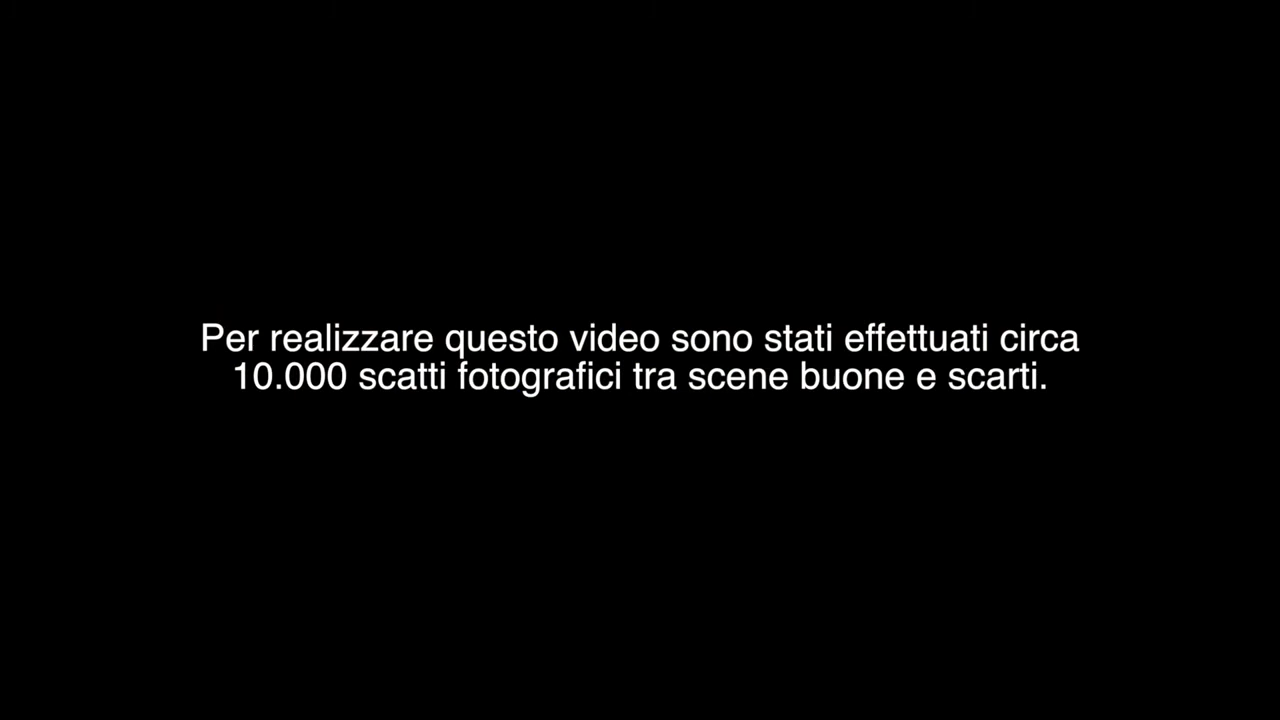 Per realizzare questo video sono stati effettuati circa
10.000 scatti fotografici tra scene buone e scarti.